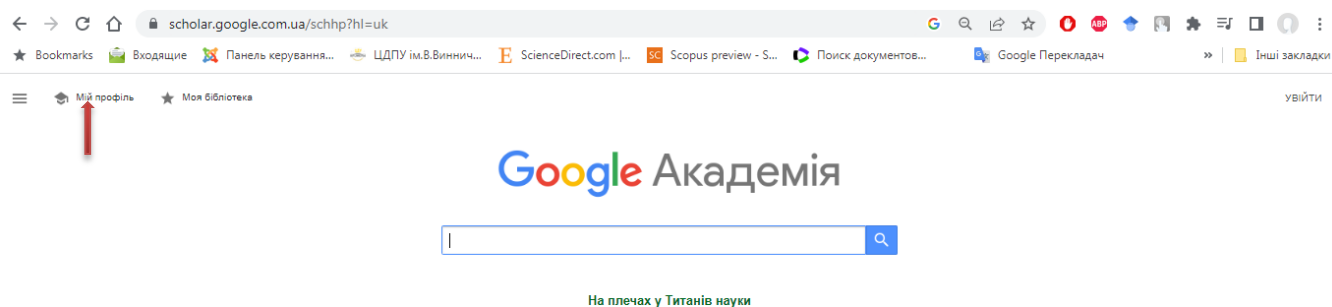 scholar.google.com.ua/schhp?hl=uk
Bookmarks Входящие Панель керування... ЦДПУ ім.В.Виннич... E ScienceDirect.com |... SC Scopus preview - S... Поиск документов... Google Перекладач » Інші закладки
Мій профіль Моя бібліотека УВІЙТИ
Google Академія
На плечах у Титанів науки